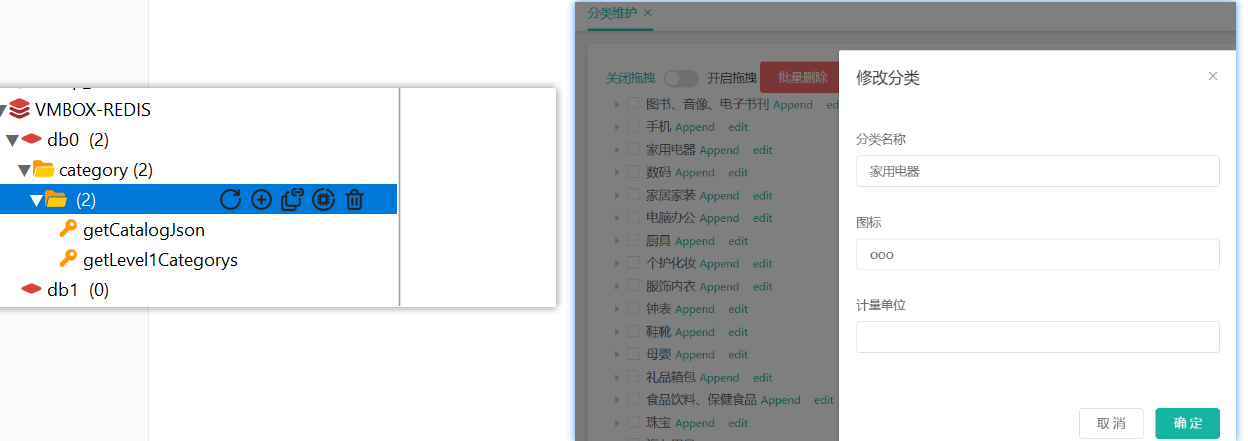 VMBOX-REDIS
db0 (2)
category (2)
(2)
getCatalogJson
getLevel1Categorys
db1 (0)
分类维护 ×
关闭拖拽 开启拖拽 批量删除
图书、音像、电子书刊 Append ed
手机 Append edit
家用电器 Append edit
数码 Append edit
家居家装 Append edit
电脑办公 Append edit
厨具 Append edit
个护化妆 Append edit
服饰内衣 Append edit
钟表 Append edit
鞋靴 Append edit
母婴 Append edit
礼品箱包 Append edit
食品饮料、保健食品 Append edit
珠宝 Append edit
修改分类
分类名称
家用电器
图标
ooo
计量单位
取消 确定